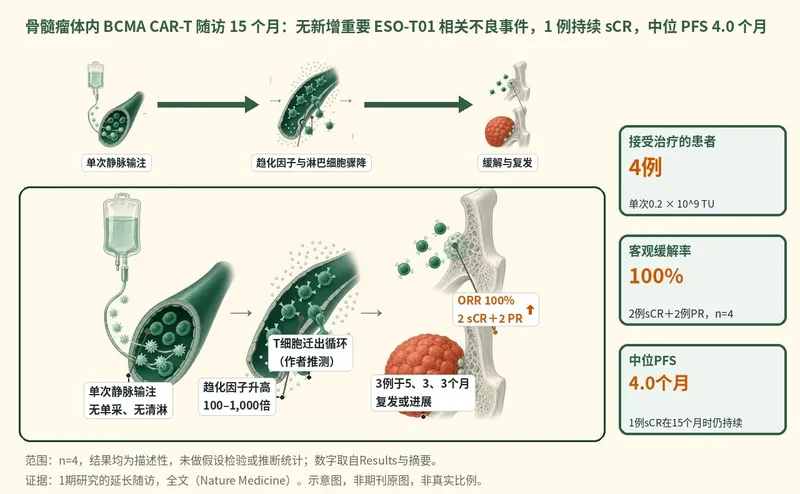 骨髓瘤体内 BCMA CAR-T 随访 15 个月：无新增重要 ESO-T01 相关不良事件，1 例持续 sCR，中位 PFS 4.0 个月
单次静脉输注
趋化因子与淋巴细胞骤降
缓解与复发
单次静脉输注
无单采、无清淋
趋化因子升高
100–1,000倍
T细胞迁出循环
（作者推测）
ORR 100%
2 sCR＋2 PR
3例于5、3、3个月
复发或进展
接受治疗的患者
4例
单次0.2 × 10^9 TU
客观缓解率
100%
2例sCR＋2例PR，n=4
中位PFS
4.0个月
1例sCR在15个月时仍持续
范围：n=4，结果均为描述性，未做假设检验或推断统计；数字取自Results与摘要。
证据：1期研究的延长随访，全文（Nature Medicine）。示意图，非期刊原图，非真实比例。